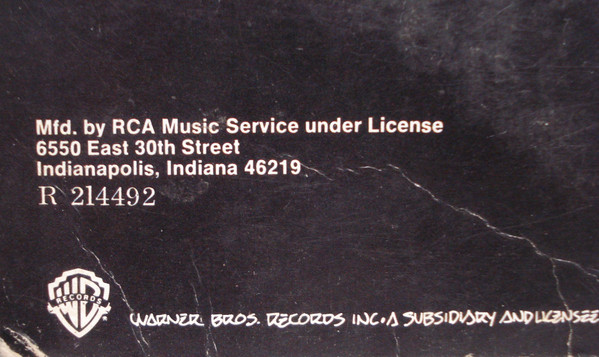 Mfd. by RCA Music Service under License
6550 East 30th Street
Indianapolis, Indiana 46219
R 214492
W RECORDS
WARNER BROS. RECORDS INC. A SUBSIDIARY AND LICENSEE